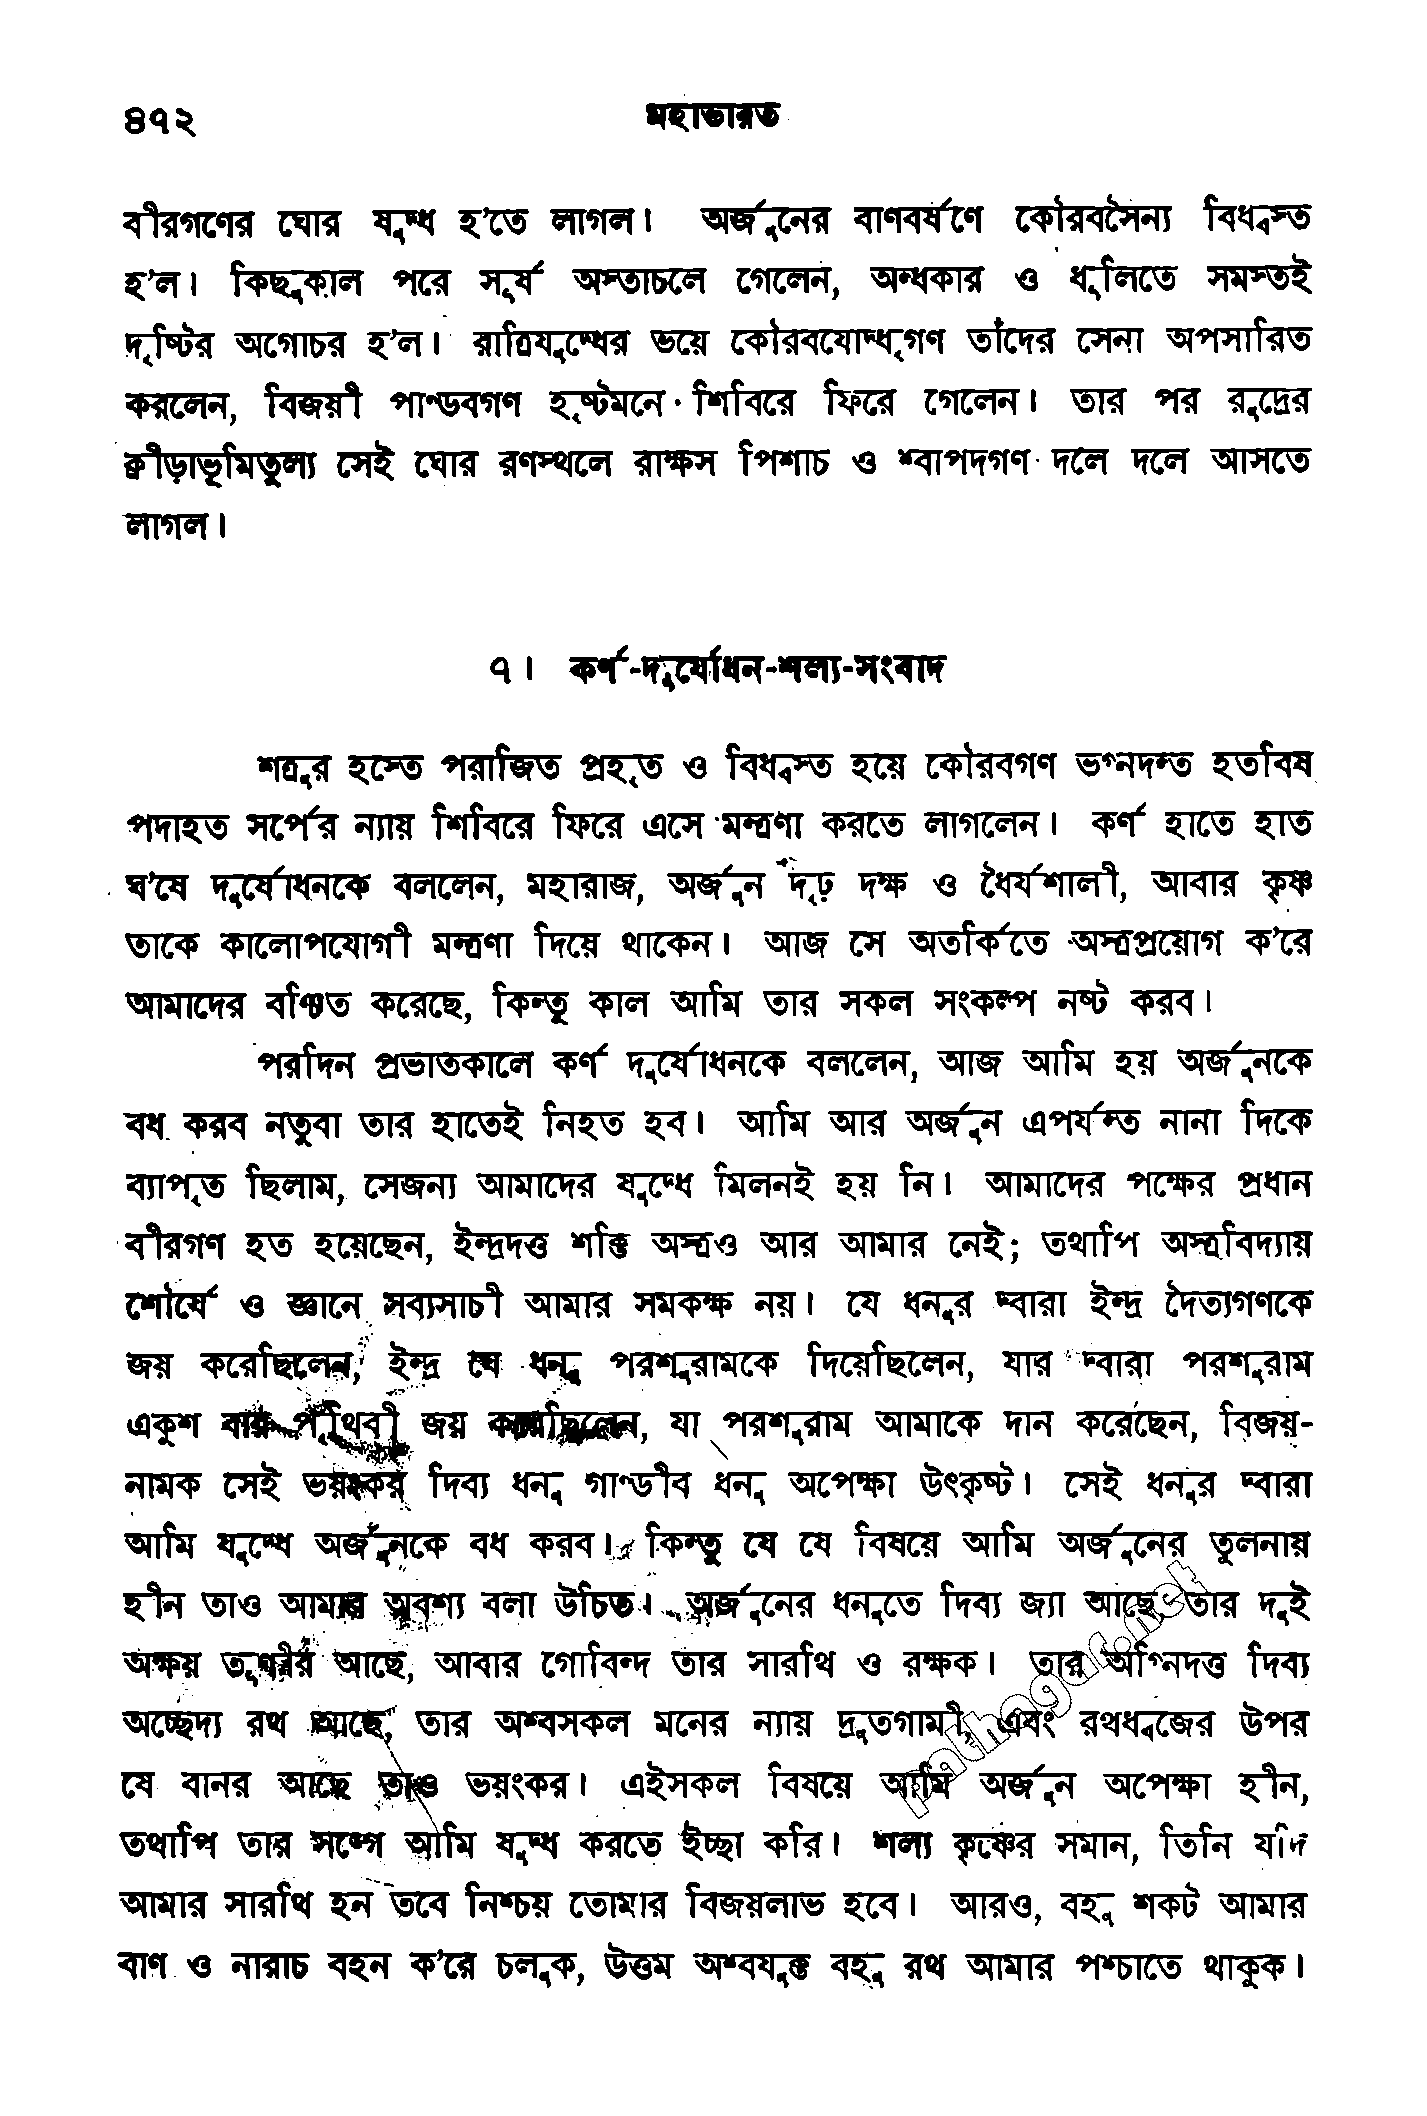 ৪৭২ মহাভারত
বীরগণের ঘোর যুদ্ধ হ’তে লাগল। অর্জুনের বাণবর্ষণে কৌরবসৈন্য বিধ্বস্ত
হ’ল। কিছুকাল পরে সূর্য অস্তাচলে গেলেন, অন্ধকার ও ধূলিতে সমস্তই
দৃষ্টির অগোচর হ’ল। রাত্রিযুদ্ধের ভয়ে কৌরবযোদ্ধৃগণ তাঁদের সেনা অপসারিত
করলেন, বিজয়ী পাণ্ডবগণ হৃষ্টমনে শিবিরে ফিরে গেলেন। তার পর রুদ্রের
ক্রীড়াভূমিতুল্য সেই ঘোর রণস্থলে রাক্ষস পিশাচ ও শ্বাপদগণ দলে দলে আসতে
লাগল।
৭। কর্ণ-দুর্যোধন-শল্য-সংবাদ
শত্রুর হস্তে পরাজিত প্রহৃত ও বিধ্বস্ত হয়ে কৌরবগণ ভগ্নদন্ত হতবিষ
পদাহত সর্পের ন্যায় শিবিরে ফিরে এসে মন্ত্রণা করতে লাগলেন। কর্ণ হাতে হাত
ঘ’ষে দুর্যোধনকে বললেন, মহারাজ, অর্জুন দৃঢ় দক্ষ ও ধৈর্যশালী, আবার কৃষ্ণ
তাকে কালোপযোগী মন্ত্রণা দিয়ে থাকেন। আজ সে অতর্কিতে অস্ত্রপ্রয়োগ ক’রে
আমাদের বঞ্চিত করেছে, কিন্তু কাল আমি তার সকল সংকল্প নষ্ট করব।
পরদিন প্রভাতকালে কর্ণ দুর্যোধনকে বললেন, আজ আমি হয় অর্জুনকে
বধ করব নতুবা তার হাতেই নিহত হব। আমি আর অর্জুন এপর্যন্ত নানা দিকে
ব্যাপৃত ছিলাম, সেজন্য আমাদের যুদ্ধে মিলনই হয় নি। আমাদের পক্ষের প্রধান
বীরগণ হত হয়েছেন, ইন্দ্রদত্ত শক্তি অস্ত্রও আর আমার নেই; তথাপি অস্ত্রবিদ্যায়
শৌর্যে ও জ্ঞানে সব্যসাচী আমার সমকক্ষ নয়। যে ধনুর দ্বারা ইন্দ্র দৈত্যগণকে
জয় করেছিলেন, ইন্দ্র যে ধনু পরশুরামকে দিয়েছিলেন, যার দ্বারা পরশুরাম
একুশ বার পৃথিবী জয় করেছিলেন, যা পরশুরাম আমাকে দান করেছেন, বিজয়-
নামক সেই ভয়ংকর দিব্য ধনু গাণ্ডীব ধনু অপেক্ষা উৎকৃষ্ট। সেই ধনুর দ্বারা
আমি যুদ্ধে অর্জুনকে বধ করব। কিন্তু যে যে বিষয়ে আমি অর্জুনের তুলনায়
হীন তাও আমার অবশ্য বলা উচিত। অর্জুনের ধনুতে দিব্য জ্যা আছে, তার দুই
অক্ষয় তূণীর আছে, আবার গোবিন্দ তার সারথি ও রক্ষক। তার অগ্নিদত্ত দিব্য
অচ্ছেদ্য রথ আছে, তার অশ্বসকল মনের ন্যায় দ্রুতগামী, এবং রথধ্বজের উপর
যে বানর আছে তাও ভয়ংকর। এইসকল বিষয়ে আমি অর্জুন অপেক্ষা হীন,
তথাপি তার সঙ্গে আমি যুদ্ধ করতে ইচ্ছা করি। শল্য কৃষ্ণের সমান, তিনি যদি
আমার সারথি হন তবে নিশ্চয় তোমার বিজয়লাভ হবে। আরও, বহু শকট আমার
বাণ ও নারাচ বহন ক’রে চলুক, উত্তম অশ্বযুক্ত বহু রথ আমার পশ্চাতে থাকুক।
pathagar.net